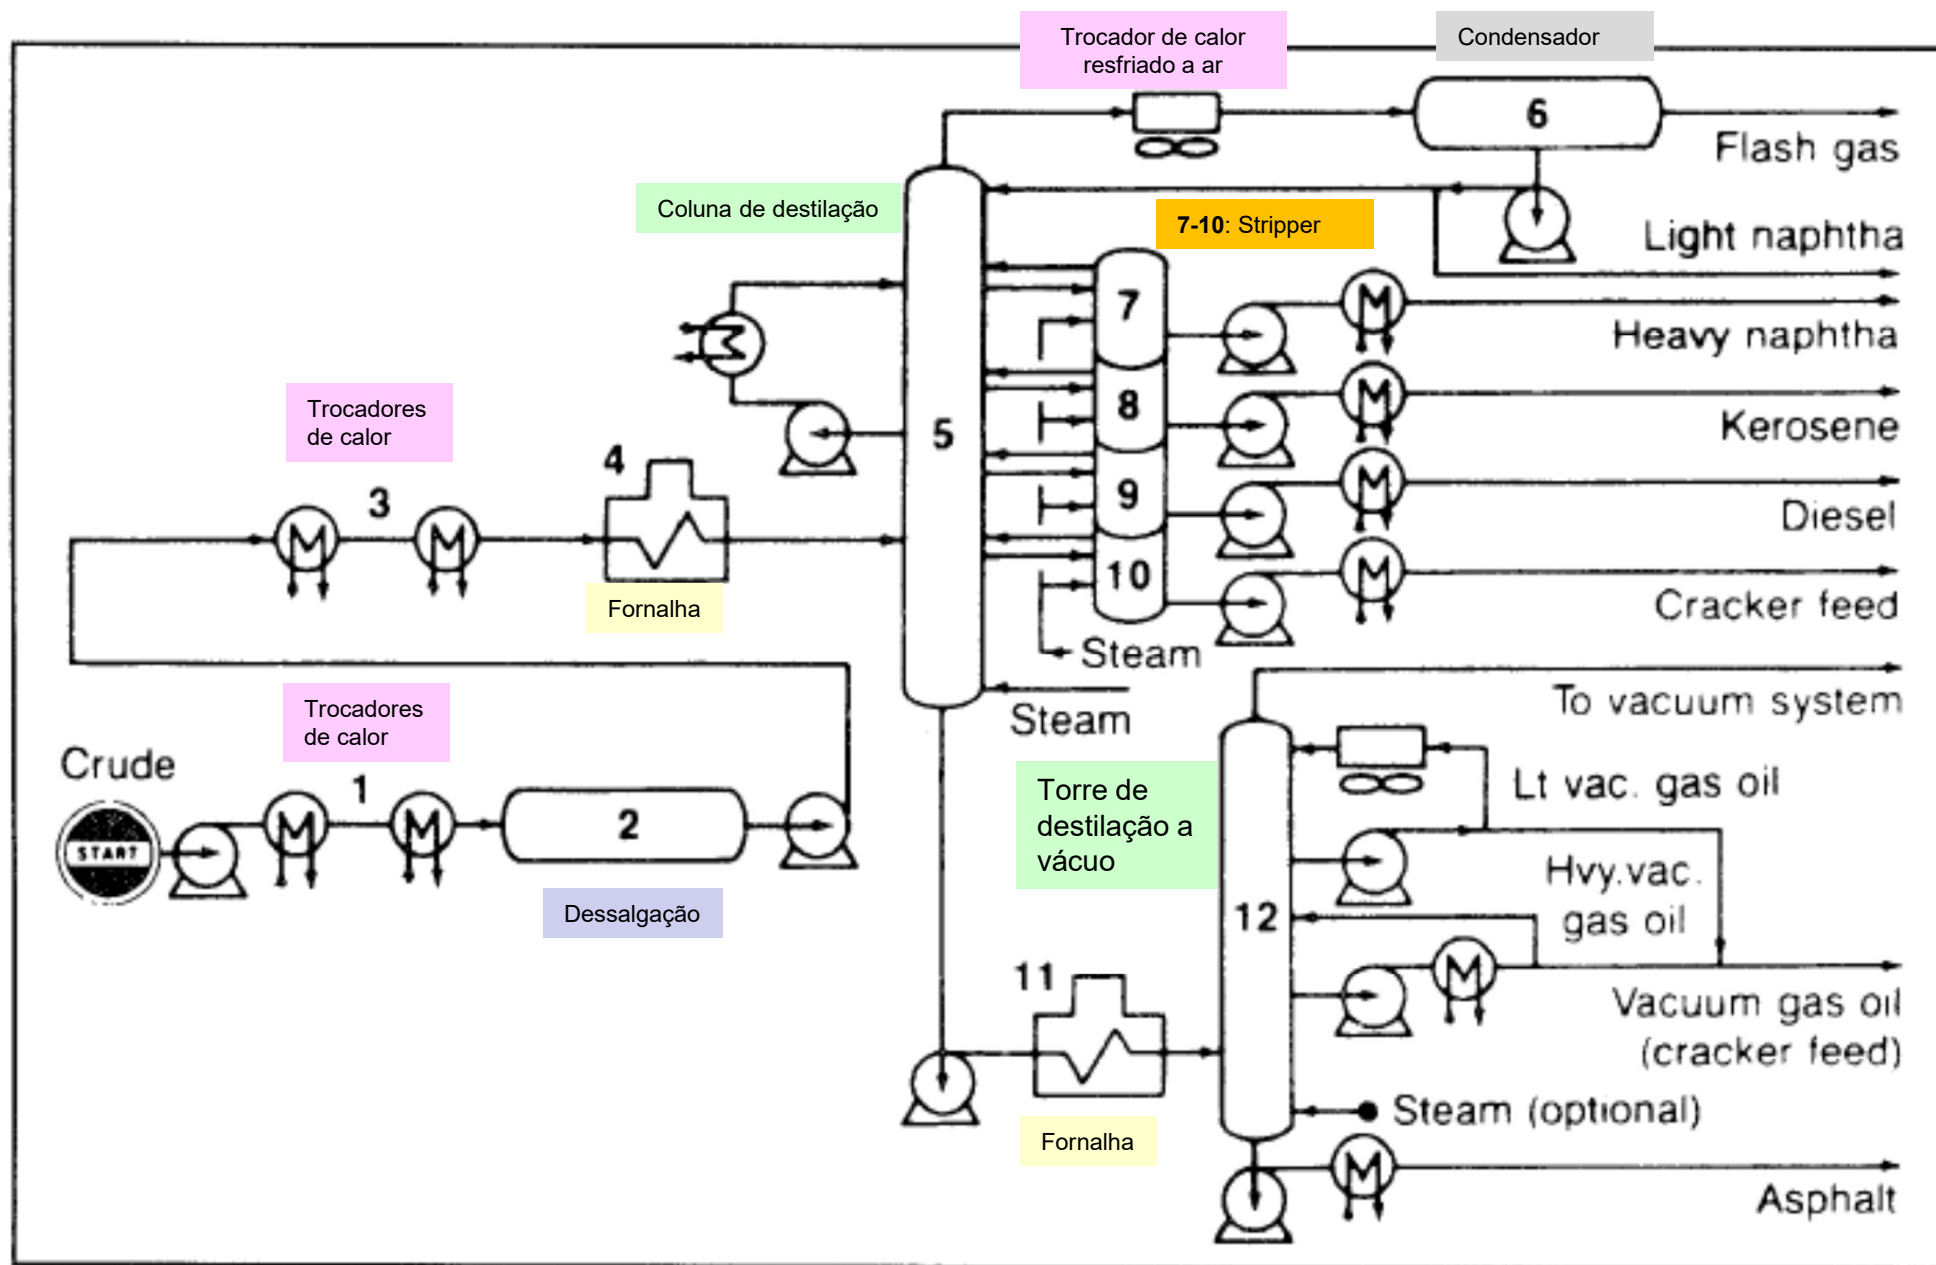 Trocador de calor
resfriado a ar
Condensador
6
Flash gas
Coluna de destilação
7-10: Stripper
Light naphtha
7
Heavy naphtha
Trocadores
de calor
8
Kerosene
5
4
3
9
Diesel
10
Fornalha
Cracker feed
Steam
To vacuum system
Steam
Trocadores
de calor
Crude
1
START
2
Dessalgação
Torre de
destilação a
vácuo
Lt vac. gas oil
Hvy.vac.
gas oil
12
11
Vacuum gas oil
(cracker feed)
Steam (optional)
Fornalha
Asphalt